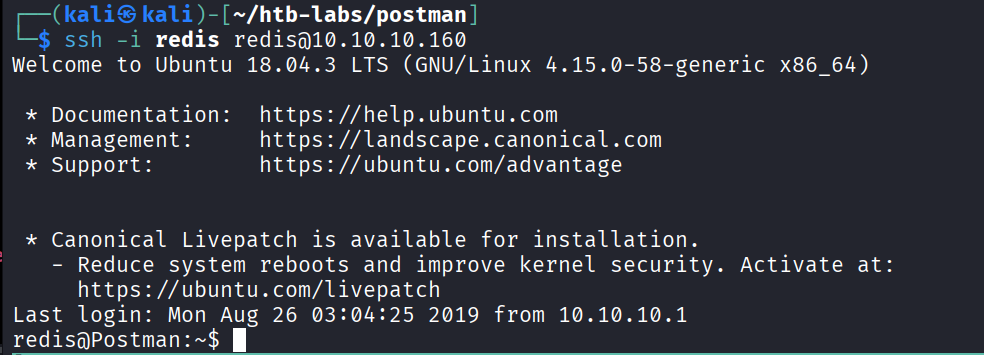 ┌──(kali㉿kali)-[~/htb-labs/postman]
└─$ ssh -i redis redis@10.10.10.160
Welcome to Ubuntu 18.04.3 LTS (GNU/Linux 4.15.0-58-generic x86_64)

 * Documentation:  https://help.ubuntu.com
 * Management:     https://landscape.canonical.com
 * Support:        https://ubuntu.com/advantage


 * Canonical Livepatch is available for installation.
   - Reduce system reboots and improve kernel security. Activate at:
     https://ubuntu.com/livepatch
Last login: Mon Aug 26 03:04:25 2019 from 10.10.10.1
redis@Postman:~$